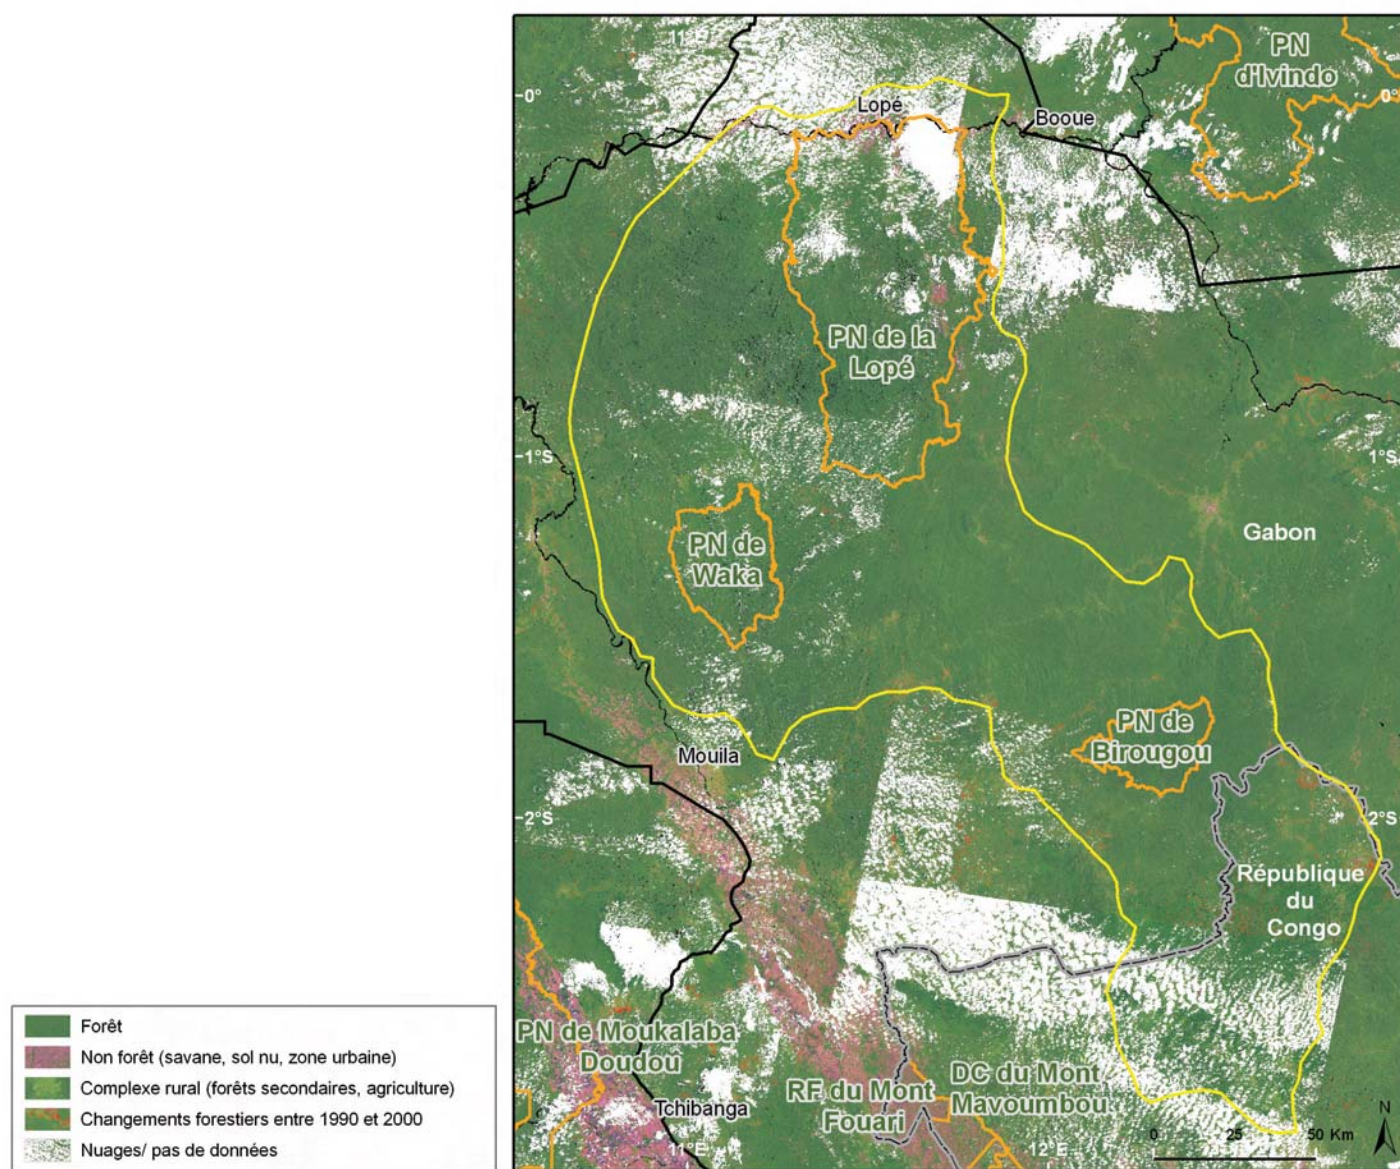 11°E
PN
d'Ivindo
0°
Lopé
Booue
0°
PN de la
Lopé
1°S
1°S
Gabon
PN de
Waka
PN de
Birougou
Mouila
2°S
2°S
République
du
Congo
PN de Moukalaba
Doudou
DC du Mont
Mavoumbou
RF du Mont
Fouari
Tchibanga
11°E
12°E
0 25 50 Km
N
Forêt
Non forêt (savane, sol nu, zone urbaine)
Complexe rural (forêts secondaires, agriculture)
Changements forestiers entre 1990 et 2000
Nuages/ pas de données